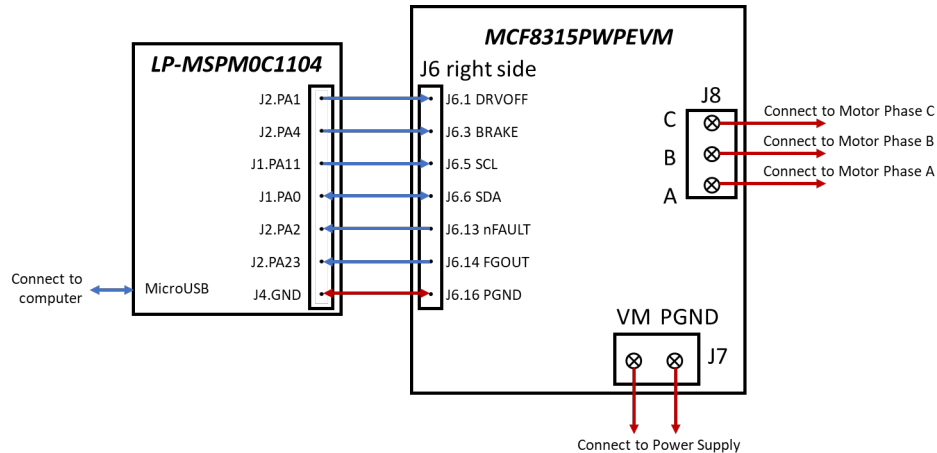 MCF8315PWPEVM
LP-MSPM0C1104
J6 right side
J2.PA1
J6.1 DRVOFF
J2.PA4
J6.3 BRAKE
J1.PA11
J6.5 SCL
J1.PA0
J6.6 SDA
J2.PA2
J6.13 nFAULT
J2.PA23
J6.14 FGOUT
J4.GND
J6.16 PGND
Connect to
computer
MicroUSB
J8
C
Connect to Motor Phase C
B
Connect to Motor Phase B
A
Connect to Motor Phase A
VM PGND
J7
Connect to Power Supply